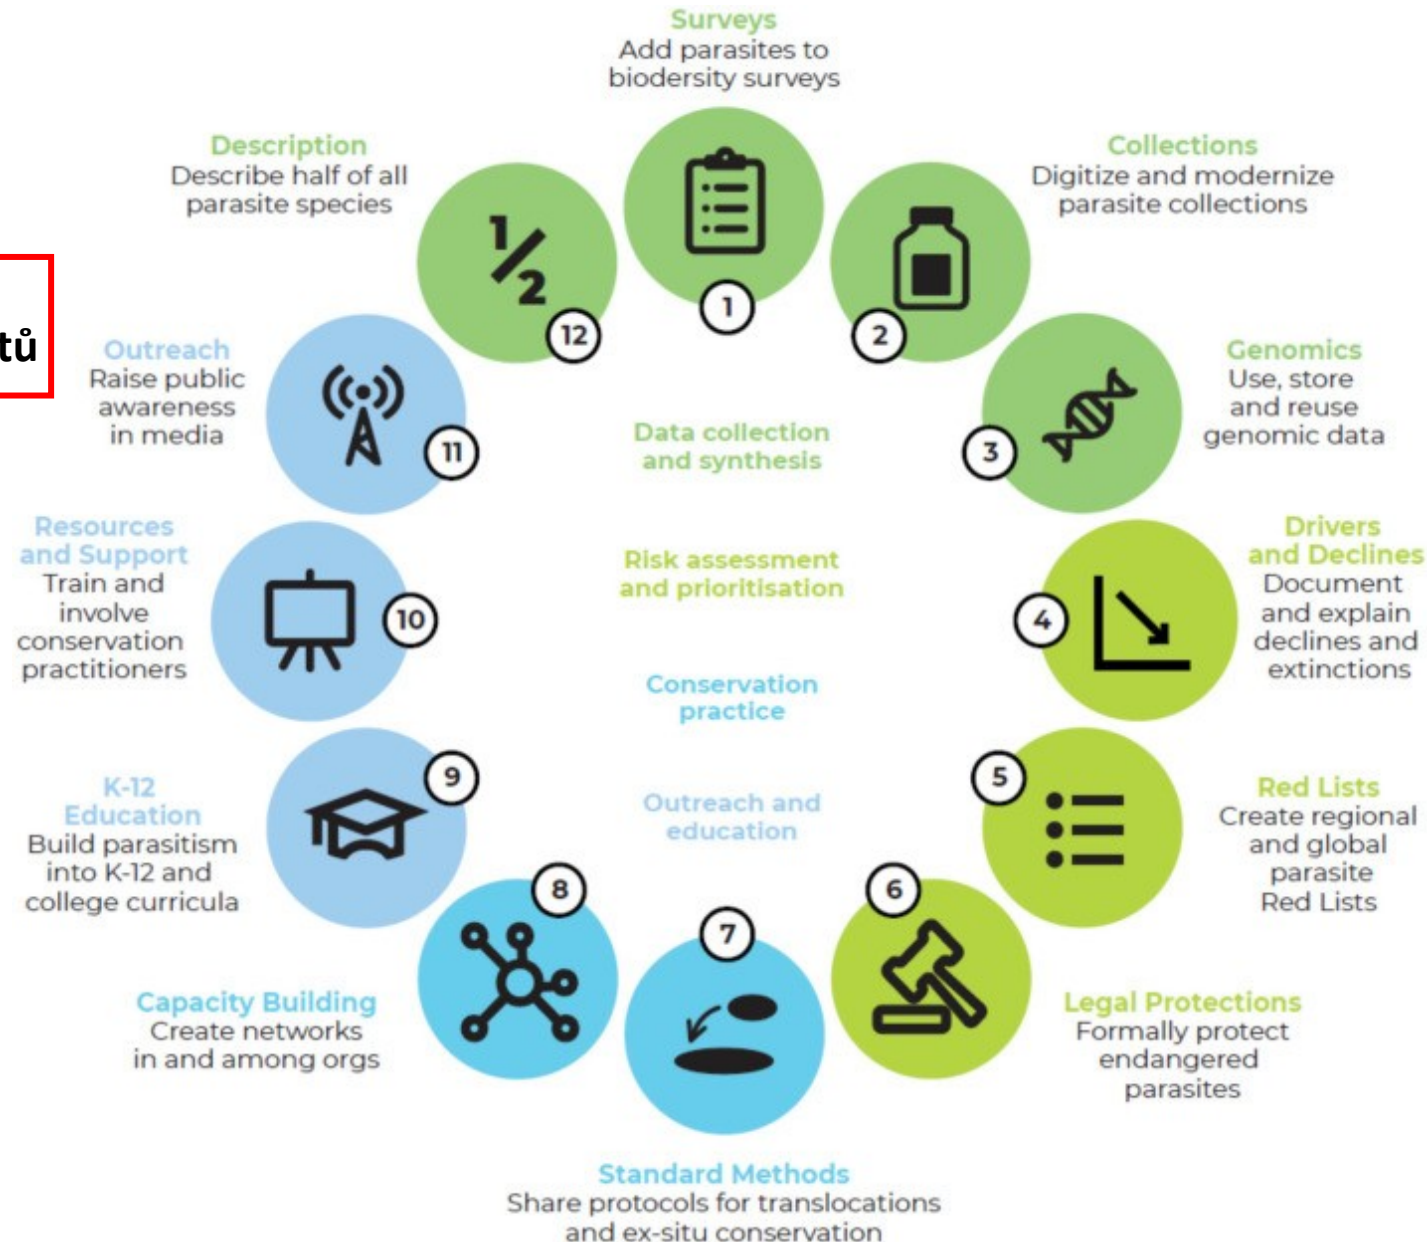 Surveys
Add parasites to
biodersity surveys
1
Collections
Digitize and modernize
parasite collections
2
Genomics
Use, store
and reuse
genomic data
3
Drivers
and Declines
Document
and explain
declines and
extinctions
4
Red Lists
Create regional
and global
parasite
Red Lists
5
Legal Protections
Formally protect
endangered
parasites
6
Standard Methods
Share protocols for translocations
and ex-situ conservation
7
Capacity Building
Create networks
in and among orgs
8
K-12
Education
Build parasitism
into K-12 and
college curricula
9
Resources
and Support
Train and
involve
conservation
practitioners
10
Outreach
Raise public
awareness
in media
11
Description
Describe half of all
parasite species
1/2
12
Data collection
and synthesis
Risk assessment
and prioritisation
Conservation
practice
Outreach and
education
tů